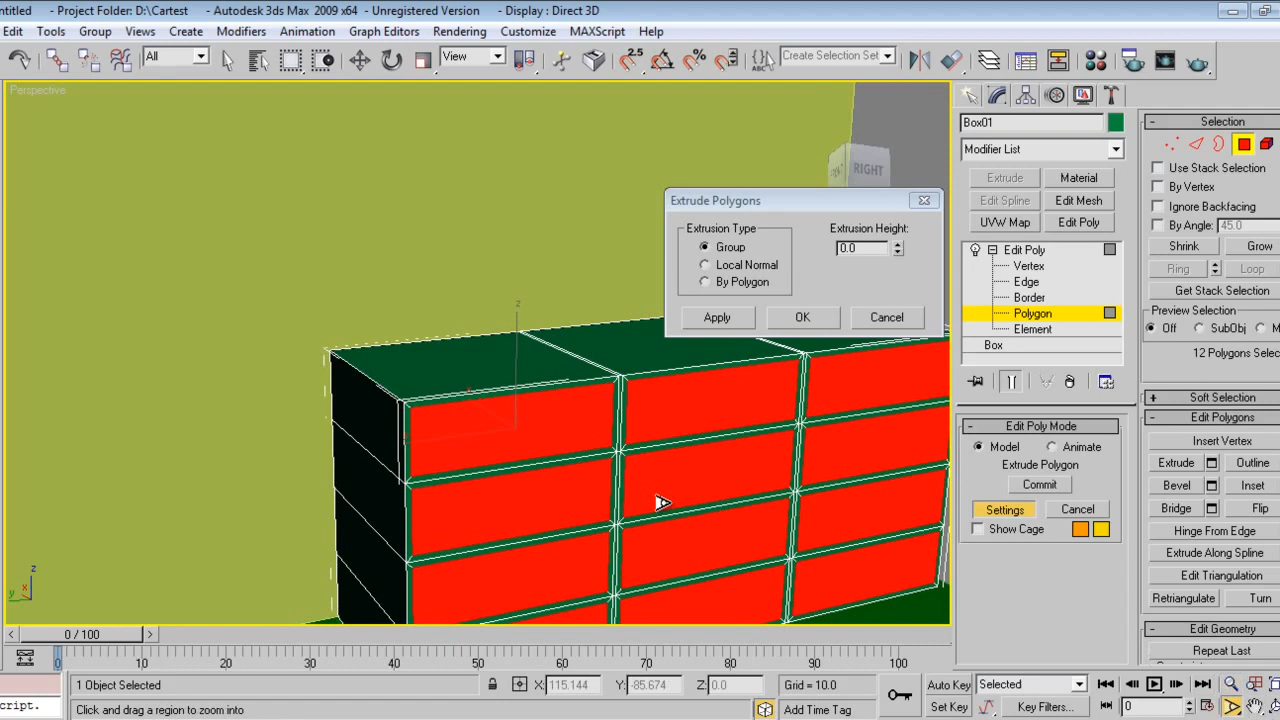 ntitled - Project Folder: D:\Cartest - Autodesk 3ds Max 2009 x64 - Unregistered Version - Display : Direct 3D
Edit Tools Group Views Create Modifiers Animation Graph Editors Rendering Customize MAXScript Help
All View 2.5 Create Selection Set
Perspective
RIGHT
Extrude Polygons
Extrusion Type Extrusion Height:
Group 0.0
Local Normal
By Polygon
Apply OK Cancel
z
x
z
x
y
Box01
Modifier List
Extrude Material
Edit Spline Edit Mesh
UVW Map Edit Poly
Edit Poly
Vertex
Edge
Border
Polygon
Element
Box
- Edit Poly Mode
Model Animate
Extrude Polygon
Commit
Settings Cancel
Show Cage
- Selection
Use Stack Selection
By Vertex
Ignore Backfacing
By Angle: 45.0
Shrink Grow
Ring Loop
Get Stack Selection
Preview Selection
Off SubObj M
12 Polygons Selec
+ Soft Selection
- Edit Polygons
Insert Vertex
Extrude Outline
Bevel Inset
Bridge Flip
Hinge From Edge
Extrude Along Spline
Edit Triangulation
Retriangulate Turn
- Edit Geometry
Repeat Last
< 0 / 100 >
0 10 20 30 40 50 60 70 80 90 100
1 Object Selected X: 115.144 Y: -85.674 Z: 0.0 Grid = 10.0 Auto Key Selected
cript. Click and drag a region to zoom into Add Time Tag Set Key Key Filters... 0